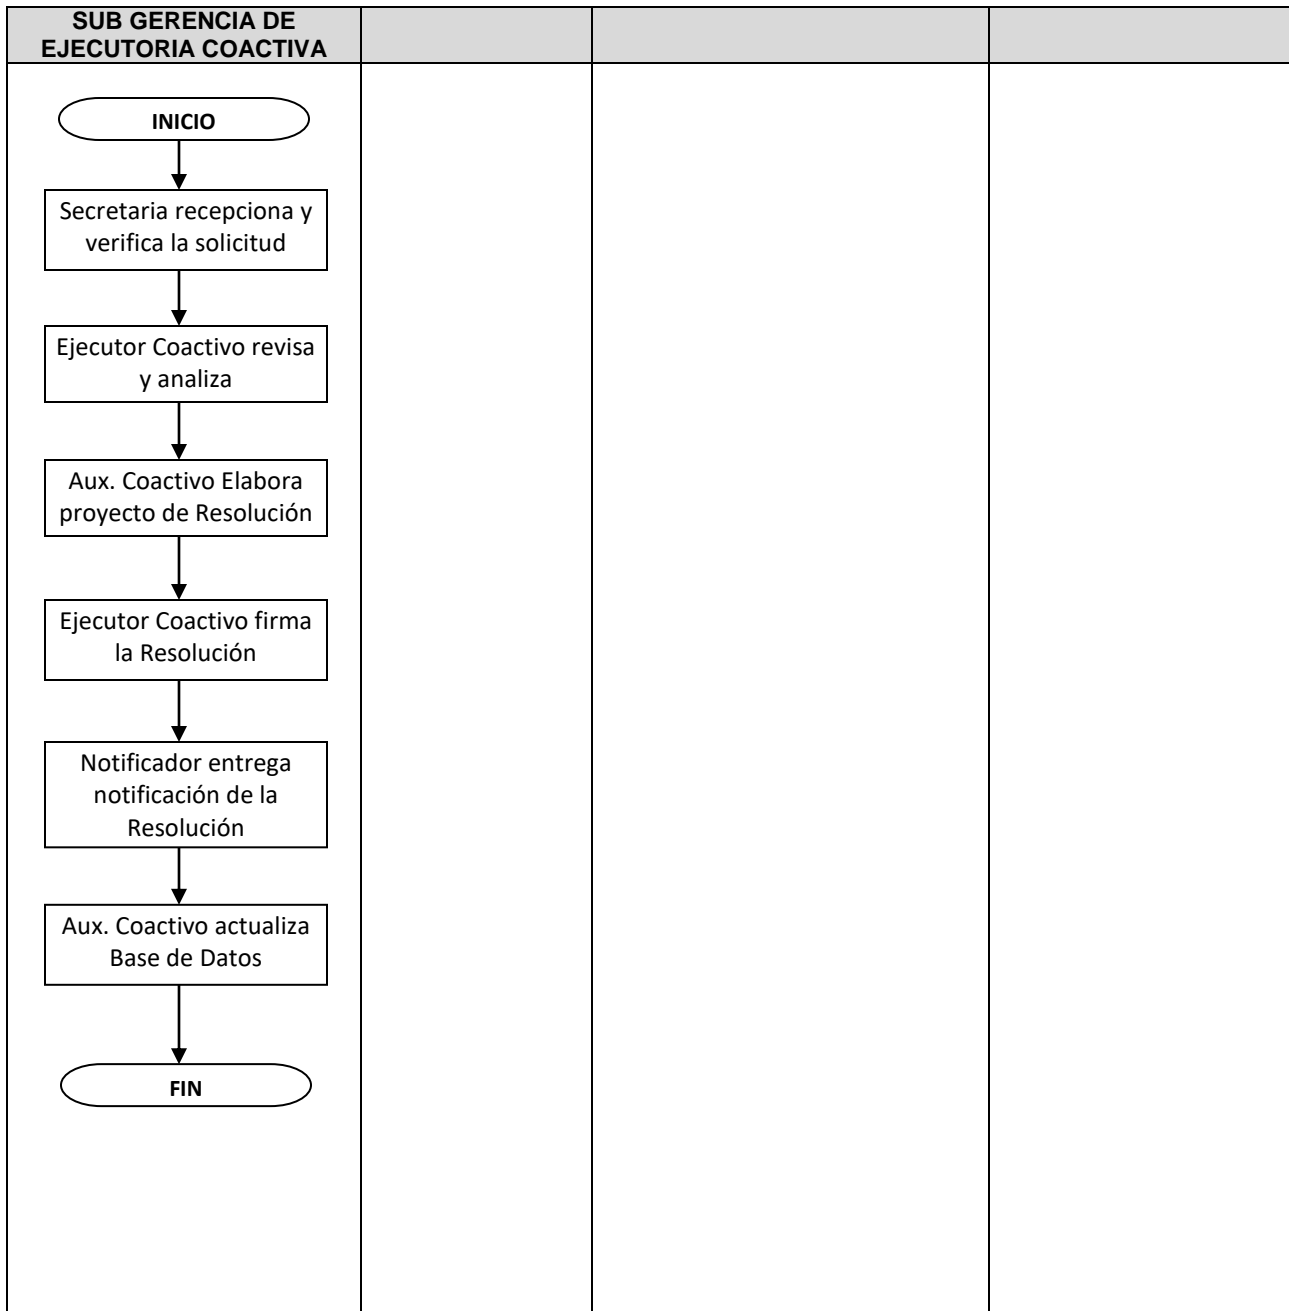 SUB GERENCIA DE
EJECUTORIA COACTIVA
INICIO
Secretaria recepciona y
verifica la solicitud
Ejecutor Coactivo revisa
y analiza
Aux. Coactivo Elabora
proyecto de Resolución
Ejecutor Coactivo firma
la Resolución
Notificador entrega
notificación de la
Resolución
Aux. Coactivo actualiza
Base de Datos
FIN